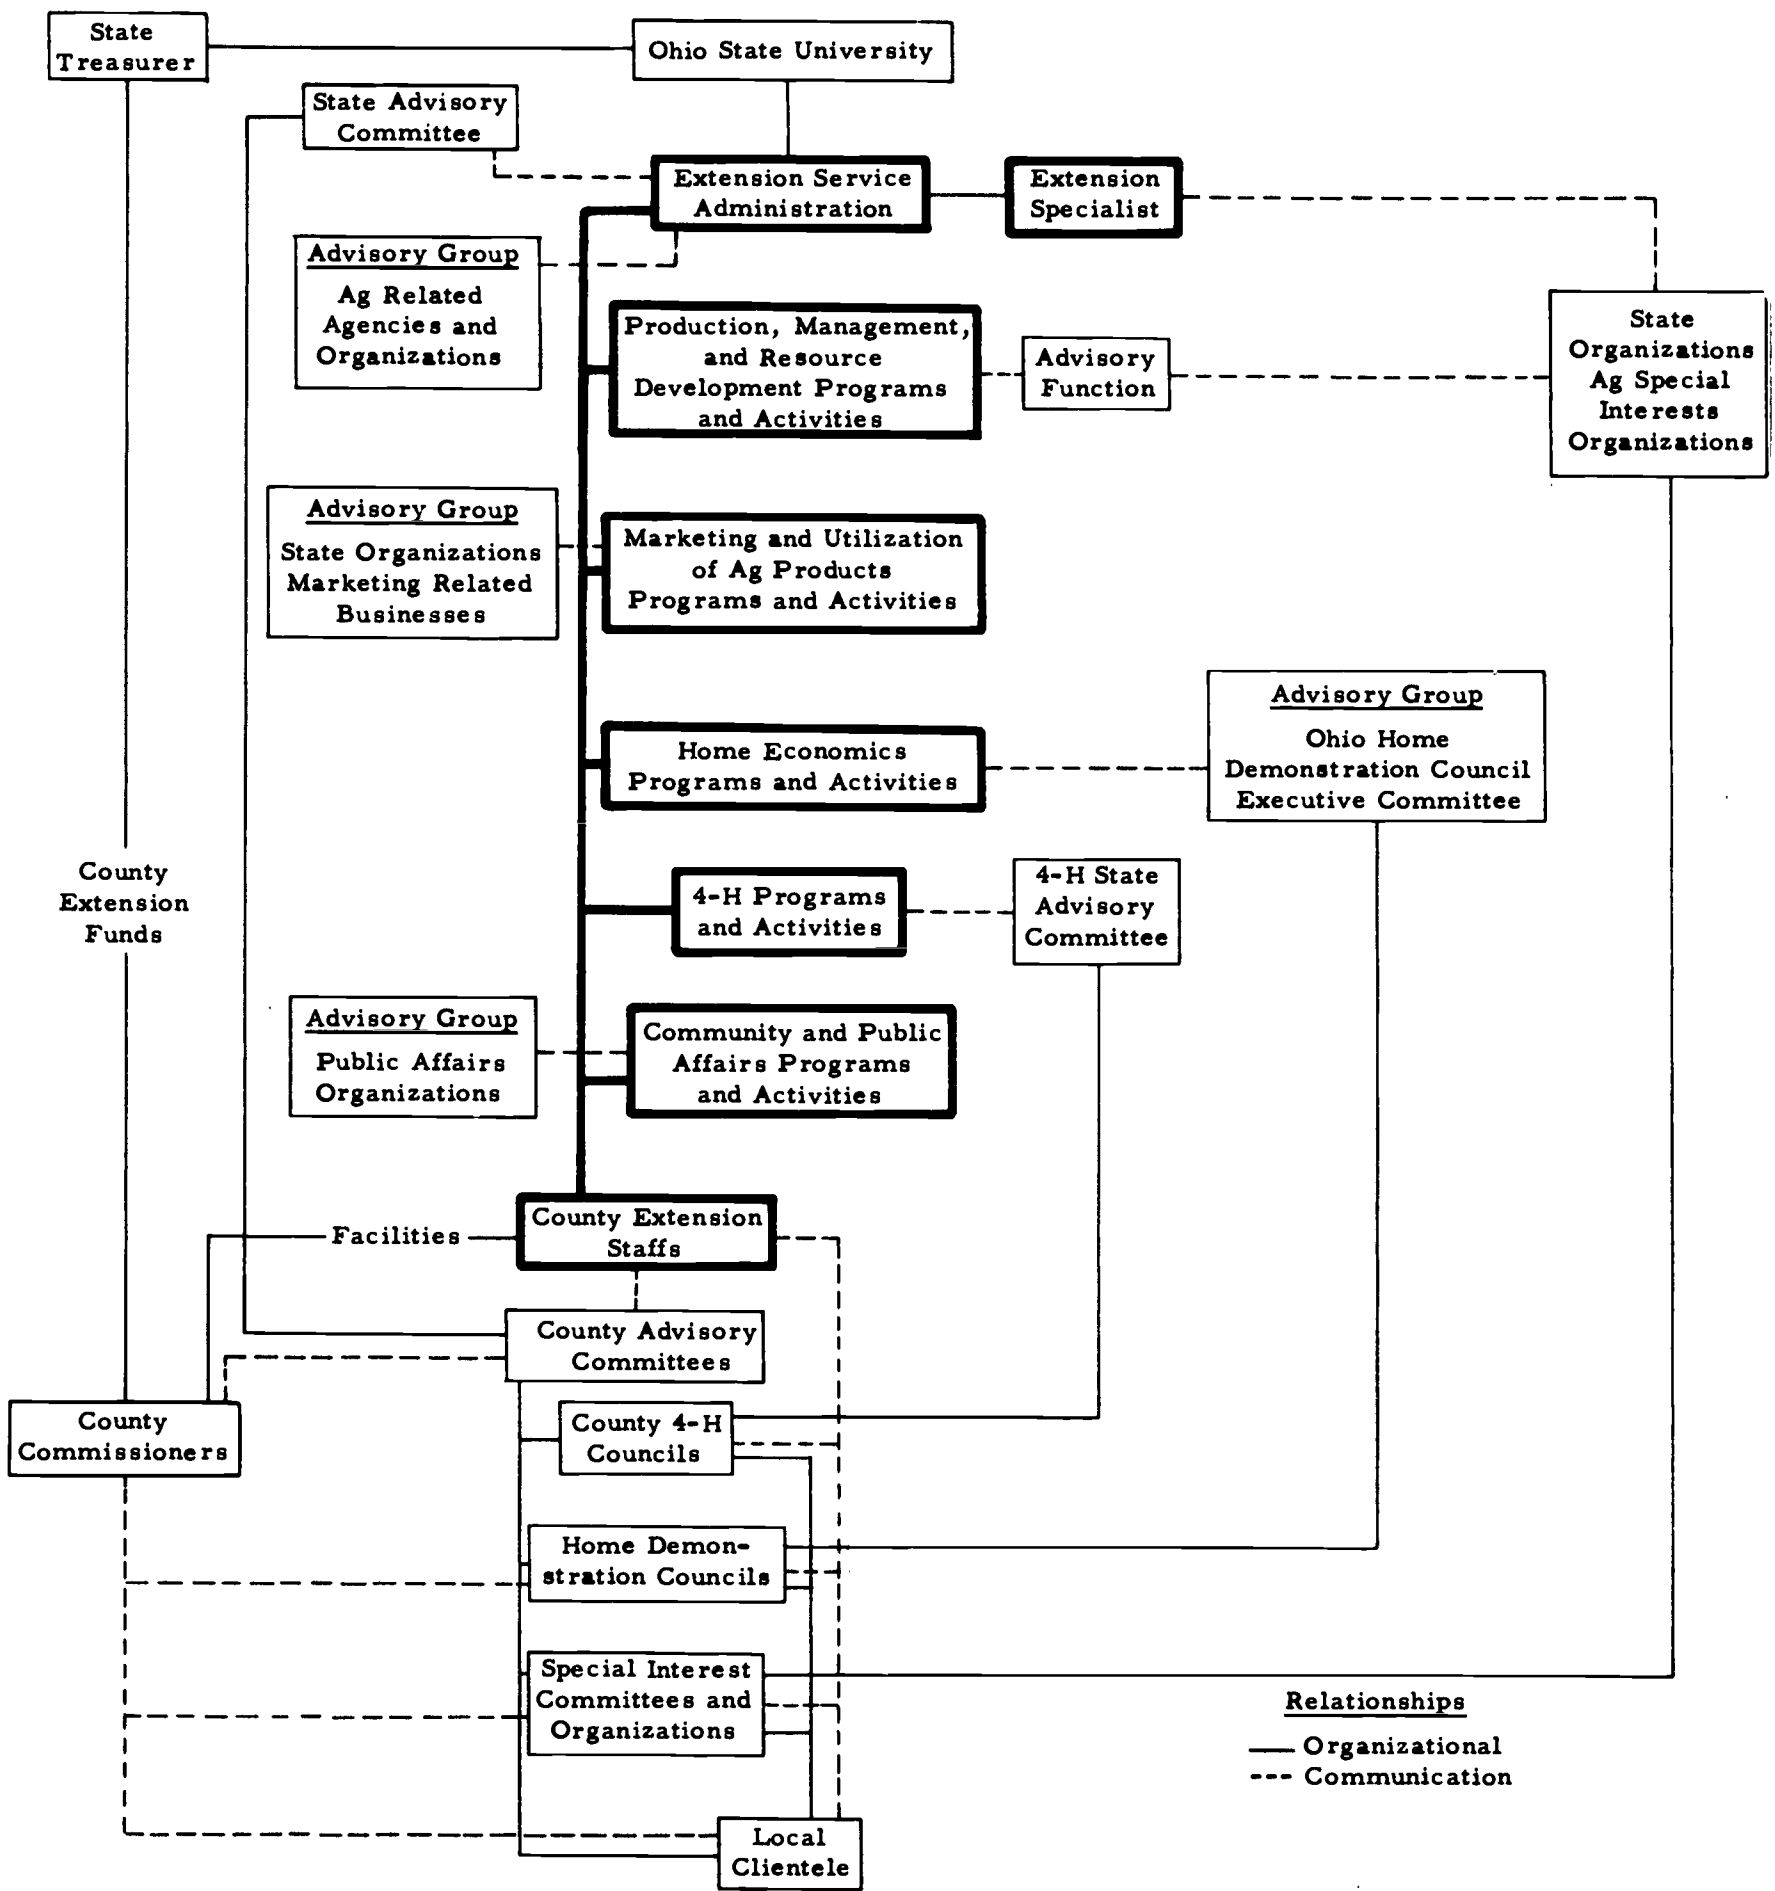 State
Treasurer
Ohio State University
State Advisory
Committee
Extension Service
Administration
Extension
Specialist
Advisory Group
Ag Related
Agencies and
Organizations
Production, Management,
and Resource
Development Programs
and Activities
Advisory
Function
State
Organizations
Ag Special
Interests
Organizations
Advisory Group
State Organizations
Marketing Related
Businesses
Marketing and Utilization
of Ag Products
Programs and Activities
Advisory Group
Ohio Home
Demonstration Council
Executive Committee
Home Economics
Programs and Activities
County
Extension
Funds
4-H Programs
and Activities
4-H State
Advisory
Committee
Advisory Group
Public Affairs
Organizations
Community and Public
Affairs Programs
and Activities
Facilities
County Extension
Staffs
County Advisory
Committees
County
Commissioners
County 4-H
Councils
Home Demon-
stration Councils
Special Interest
Committees and
Organizations
Relationships
Organizational
Communication
Local
Clientele